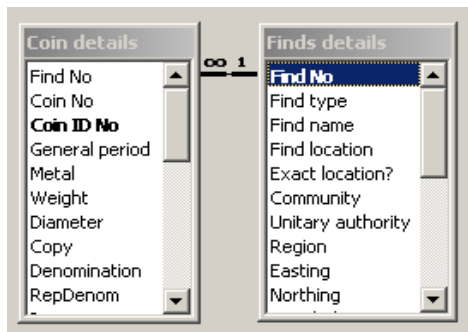 Coin details
Find No
Coin No
Coin ID No
General period
Metal
Weight
Diameter
Copy
Denomination
RepDenom
∞ 1
Finds details
Find No
Find type
Find name
Find location
Exact location?
Community
Unitary authority
Region
Easting
Northing